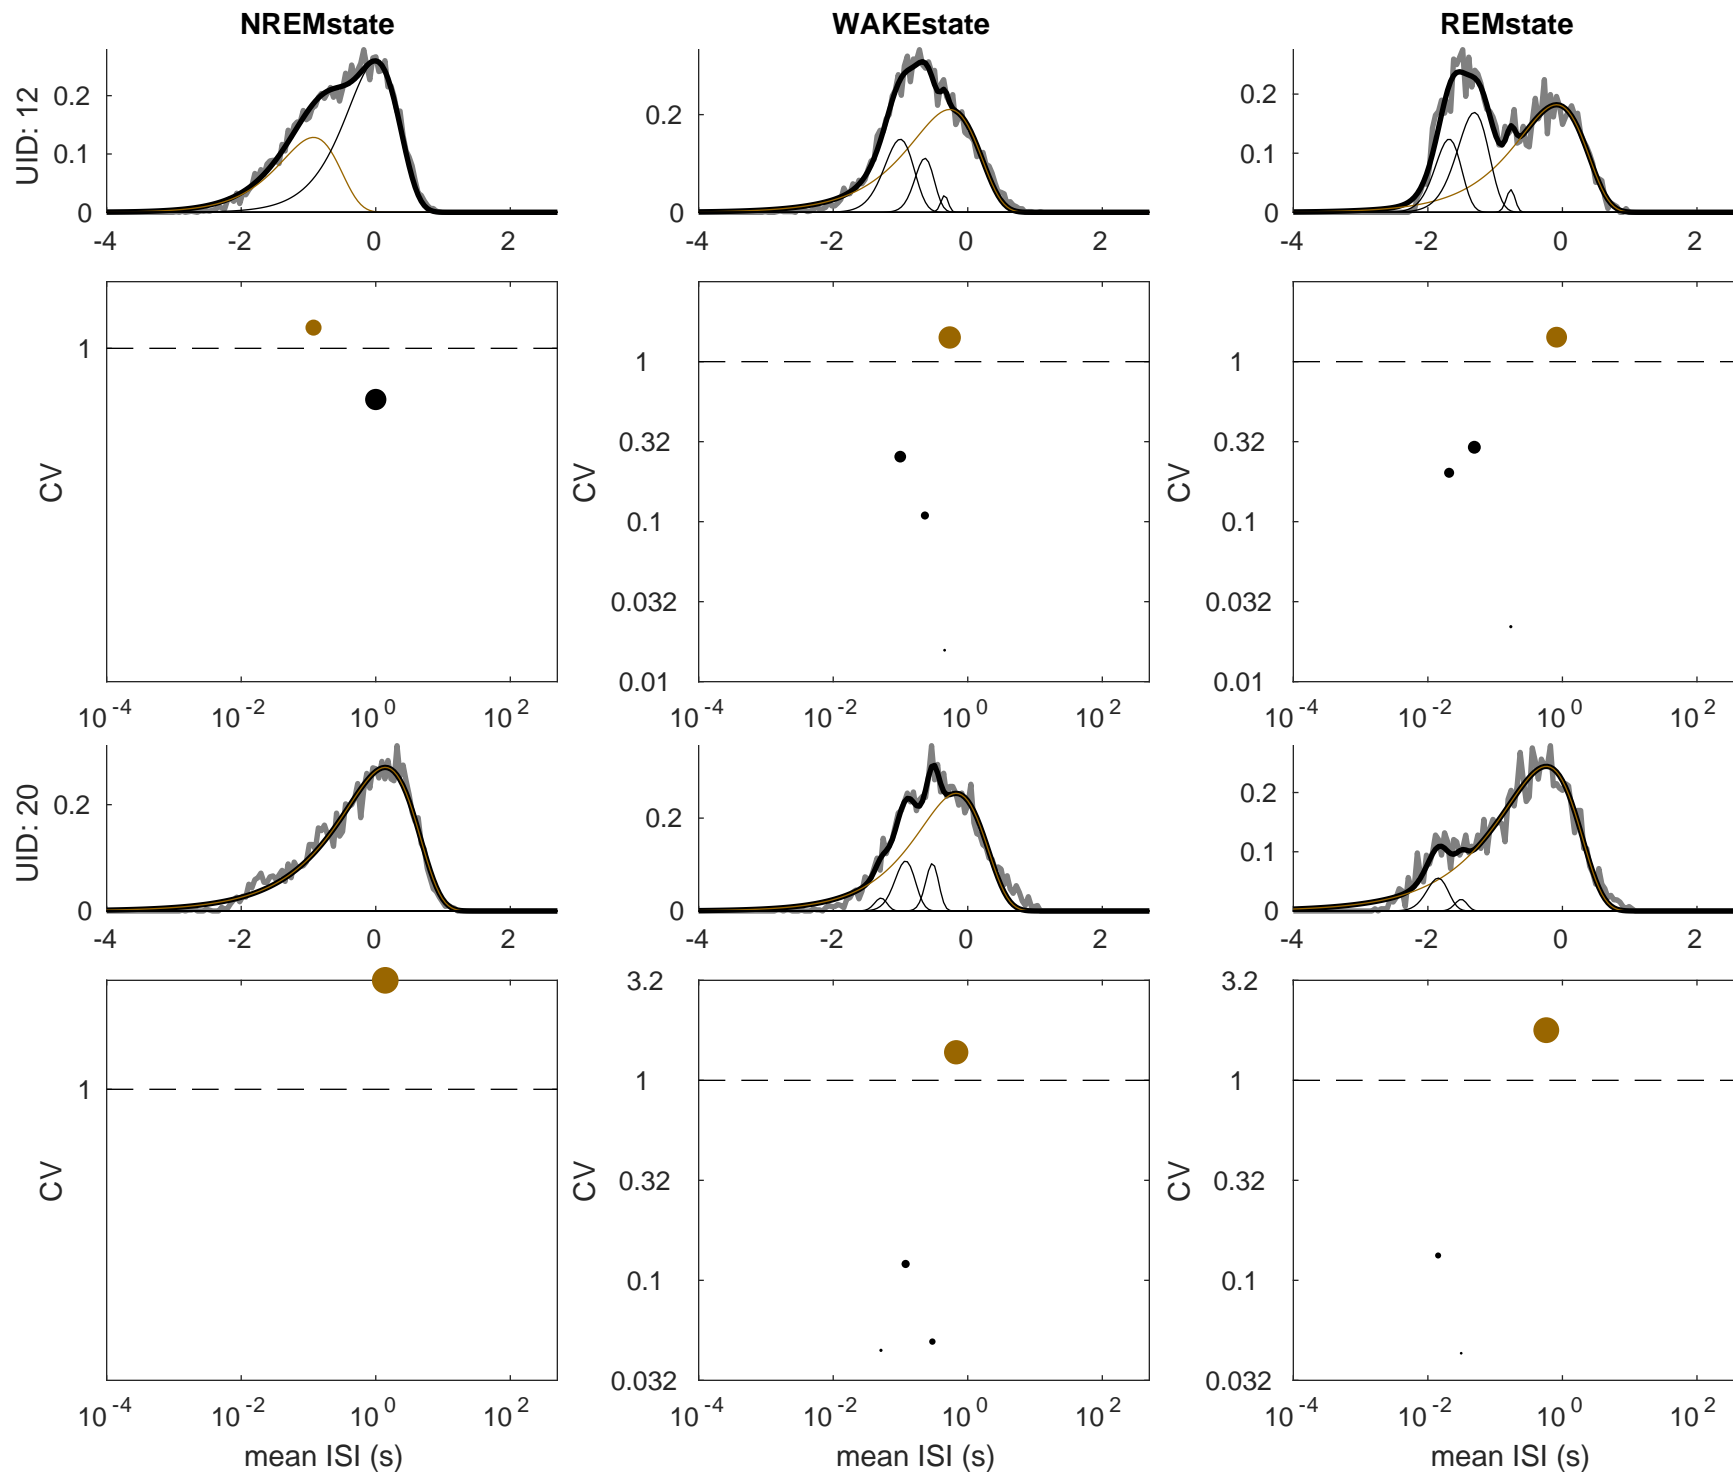 NREMstate WAKEstate REMstate
UID: 12
0.2 0.2 0.2
0.1 0.1
0 0 0
-4 -2 0 2 -4 -2 0 2 -4 -2 0 2
CV CV CV
1 1 1
0.32 0.32
0.1 0.1
0.032 0.032
0.01 0.01
10^-4 10^-2 10^0 10^2 10^-4 10^-2 10^0 10^2 10^-4 10^-2 10^0 10^2
UID: 20
0.2 0.2 0.2
0.1
0 0 0
-4 -2 0 2 -4 -2 0 2 -4 -2 0 2
CV CV CV
3.2 3.2
1 1 1
0.32 0.32
0.1 0.1
0.032 0.032
10^-4 10^-2 10^0 10^2 10^-4 10^-2 10^0 10^2 10^-4 10^-2 10^0 10^2
mean ISI (s) mean ISI (s) mean ISI (s)